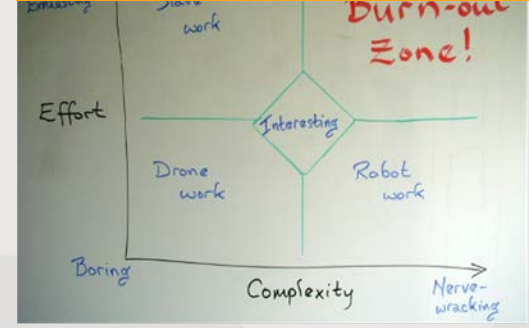 work
Burn-out
Zone!
Effort
Interesting
Drone
work
Robot
work
Boring
Complexity
Nerve-
wracking